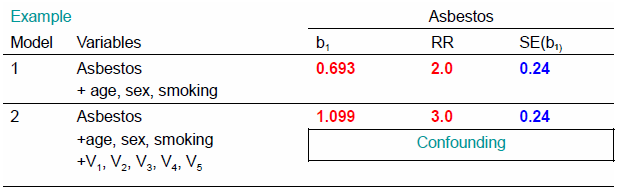 Example Asbestos
Model Variables b₁ RR SE(b₁)
1 Asbestos 0.693 2.0 0.24
+ age, sex, smoking
2 Asbestos 1.099 3.0 0.24
+age, sex, smoking Confounding
+V₁, V₂, V₃, V₄, V₅